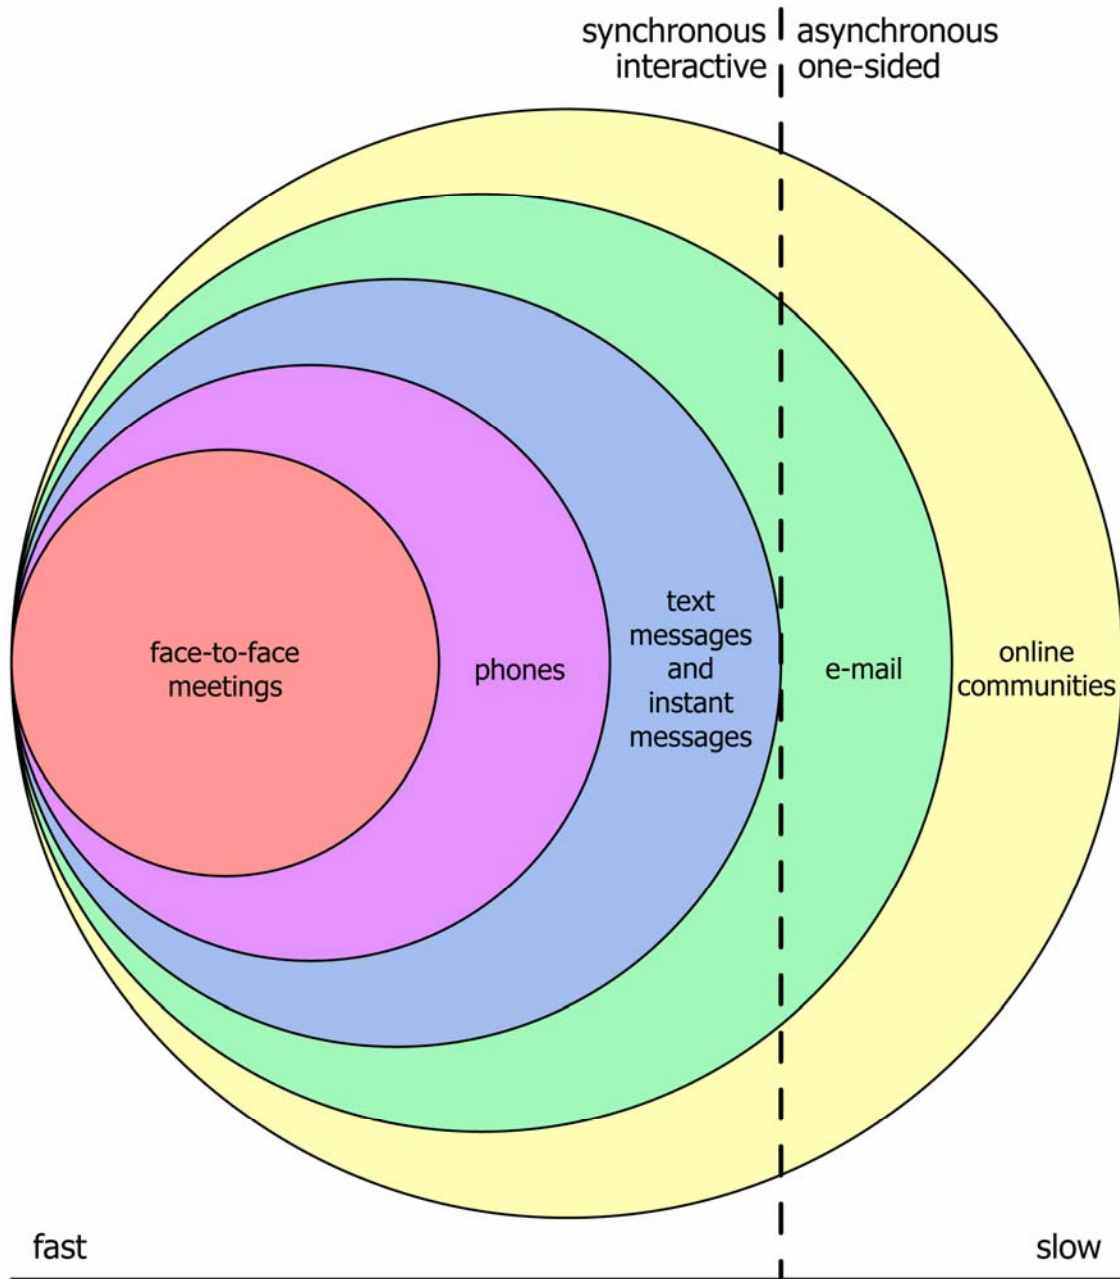 synchronous
interactive
asynchronous
one-sided
face-to-face
meetings
phones
text
messages
and
instant
messages
e-mail
online
communities
fast
slow